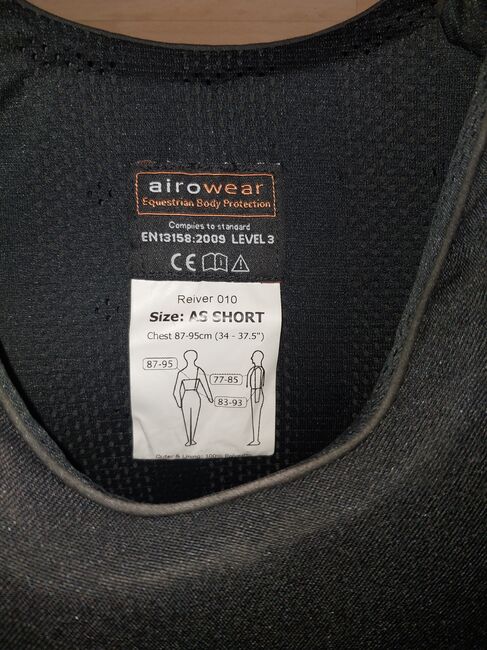 airowear
Equestrian Body Protection
Complies to standard
EN13158:2009 LEVEL 3
CE
Reiver 010
Size: AS SHORT
Chest 87-95cm (34 - 37.5")
87-95
77-85
83-93
Outer & Lining: 100%